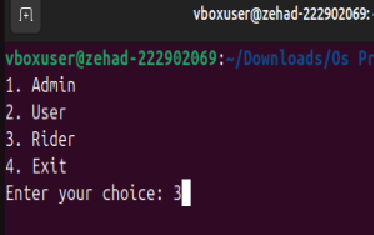 vboxuser@zehad-222902069:
vboxuser@zehad-222902069:~/Downloads/Os Pr
1. Admin
2. User
3. Rider
4. Exit
Enter your choice: 3